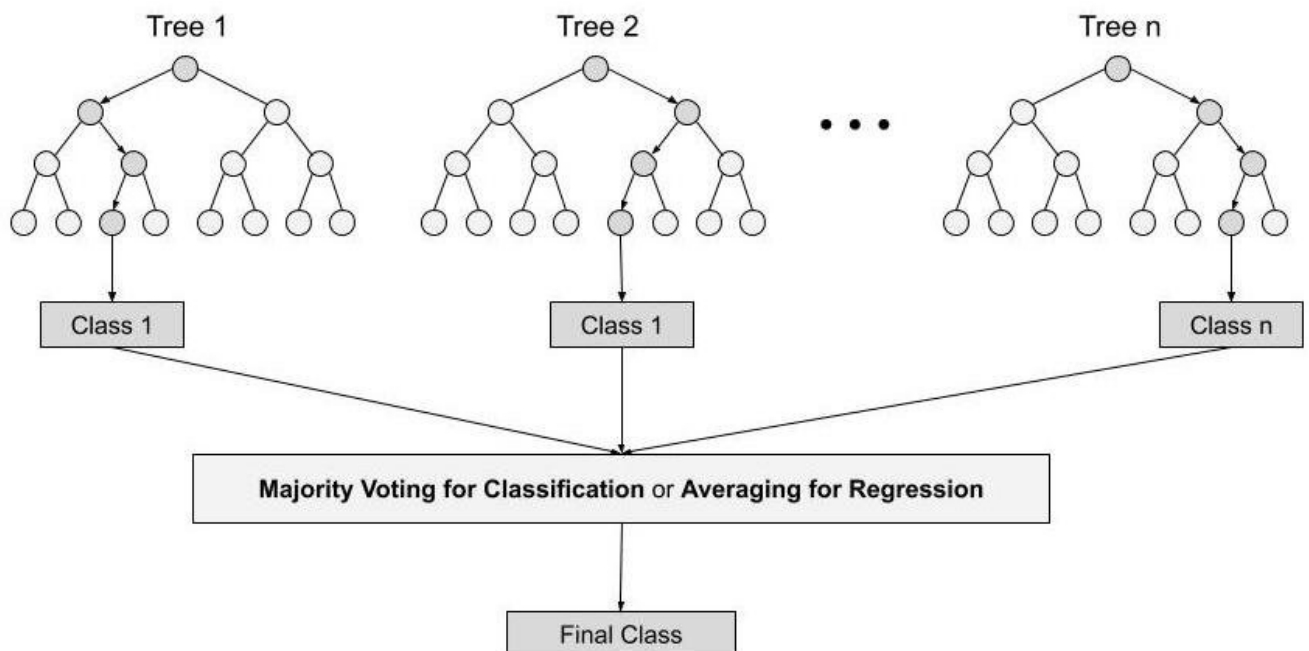 Tree 1
Tree 2
Tree n
Class 1
Class 1
Class n
Majority Voting for Classification or Averaging for Regression
Final Class